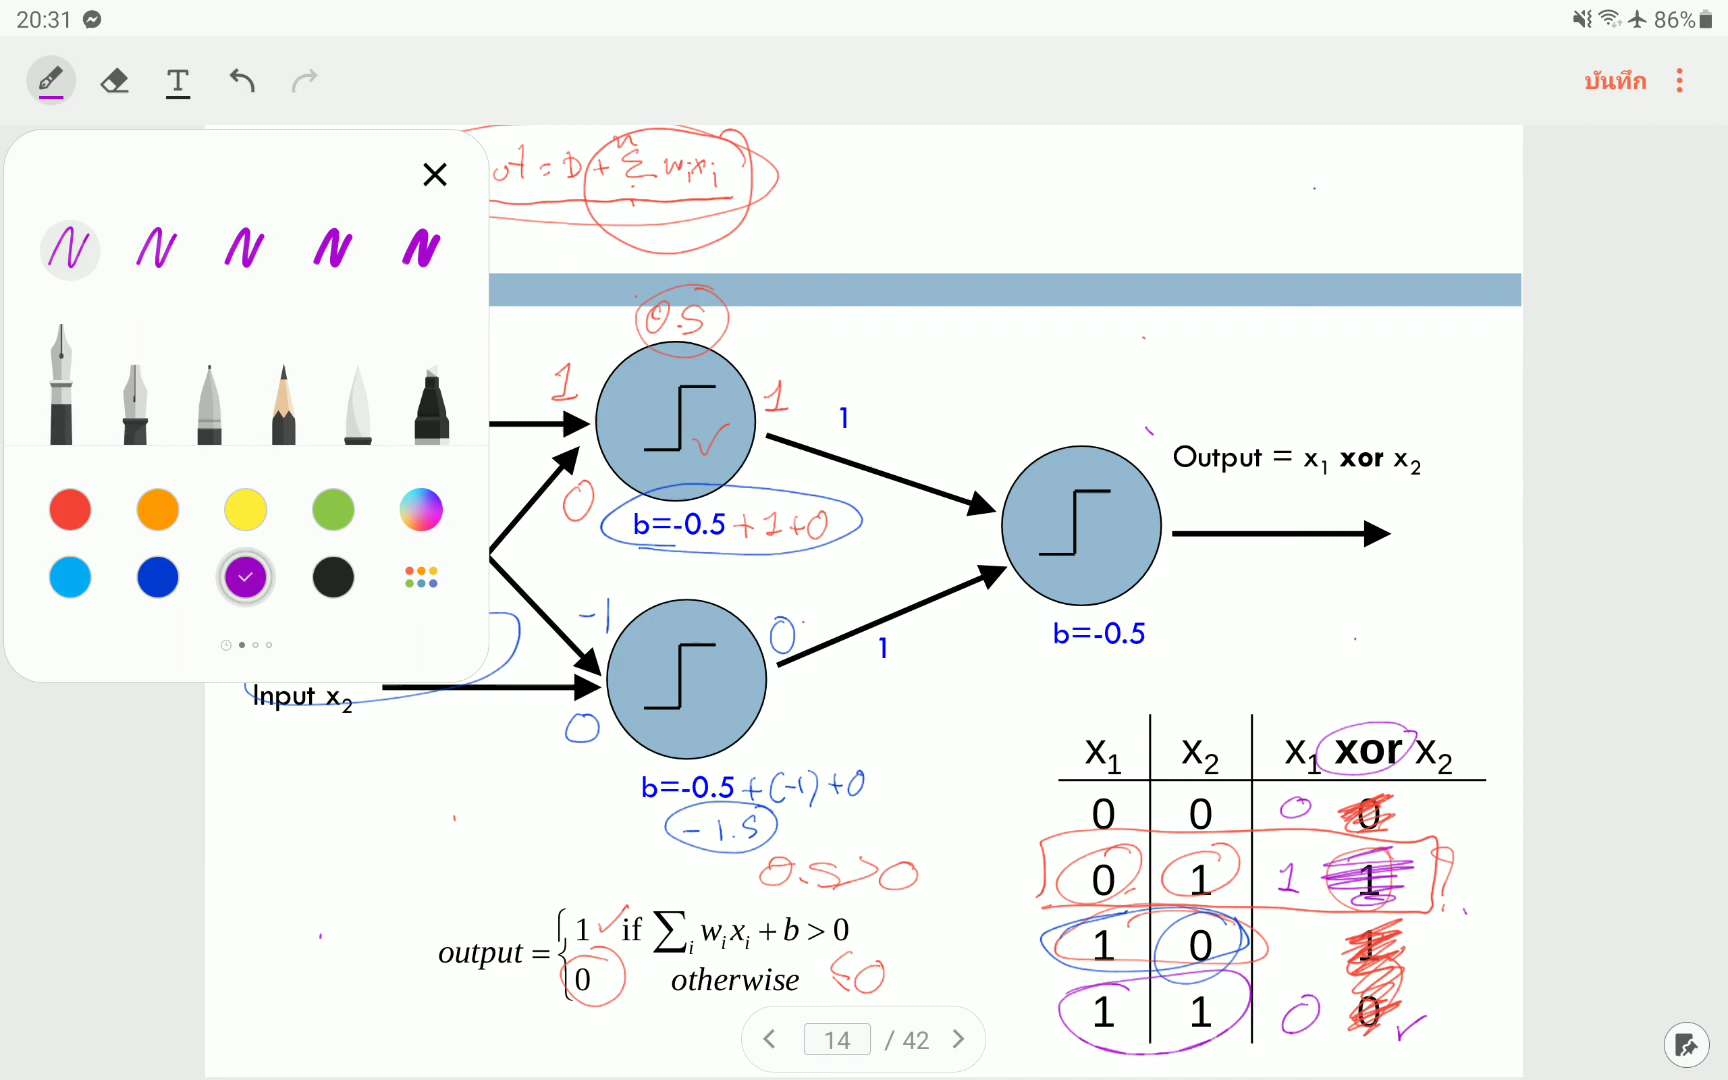 20:31
86%
T
บันทึก
ot = D + n Σ i wixi
0.5
1
1
1
Output = x1 xor x2
0
b=-0.5 +1+0
-1
0
1
b=-0.5
Input x2
0
b=-0.5 +(-1)+0
-1.5
x1 x2 x1 xor x2
0 0 0 0
0 1 1 1 ?
1 0 1
1 1 0 0
0.5>0
output = { 1 if Σi wixi + b > 0
0 otherwise ≤0
14 / 42